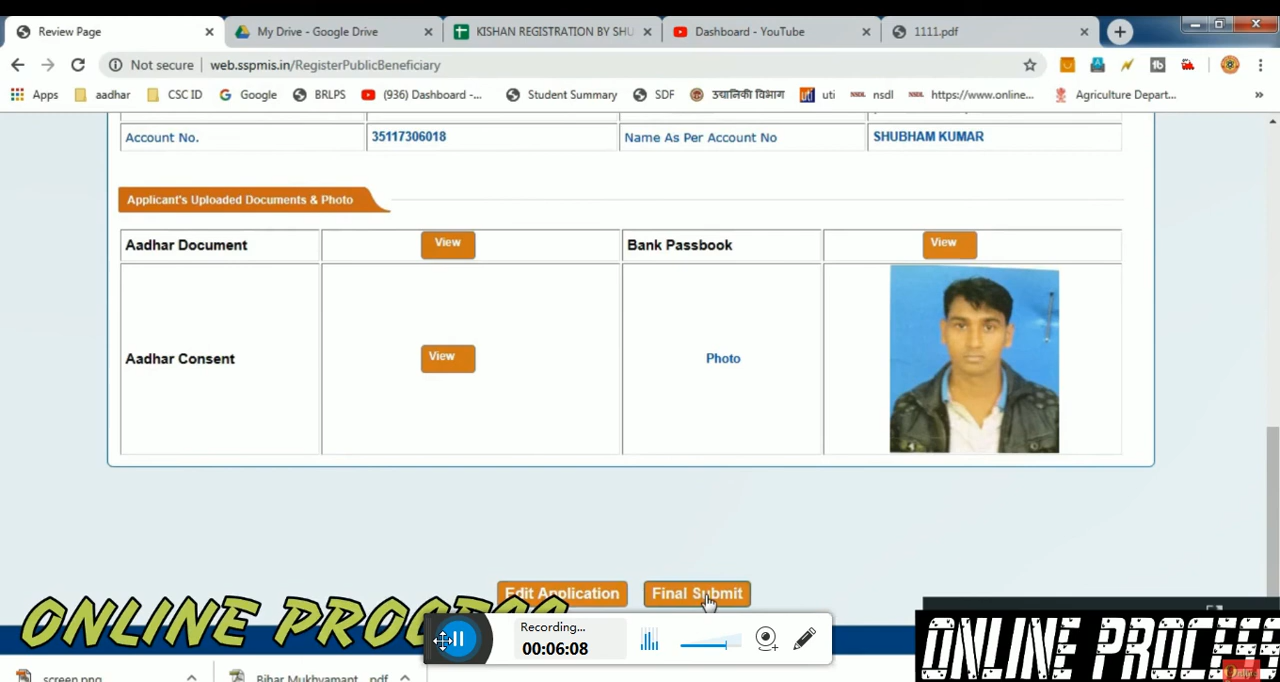 Review Page
My Drive - Google Drive
KISHAN REGISTRATION BY SHU
Dashboard - YouTube
1111.pdf
Not secure | web.sspmis.in/RegisterPublicBeneficiary
Apps
aadhar
CSC ID
Google
BRLPS
(936) Dashboard -...
Student Summary
SDF
उद्यानिकी विभाग
uti
nsdl
https://www.online...
Agriculture Depart...
»
Account No.
35117306018
Name As Per Account No
SHUBHAM KUMAR
Applicant's Uploaded Documents & Photo
Aadhar Document
View
Bank Passbook
View
Aadhar Consent
View
Photo
Edit Application
Final Submit
ONLINE PROCESS
Recording...
00:06:08
ONLINE PROCESS
screen.png
Bihar Mukhyamant....pdf